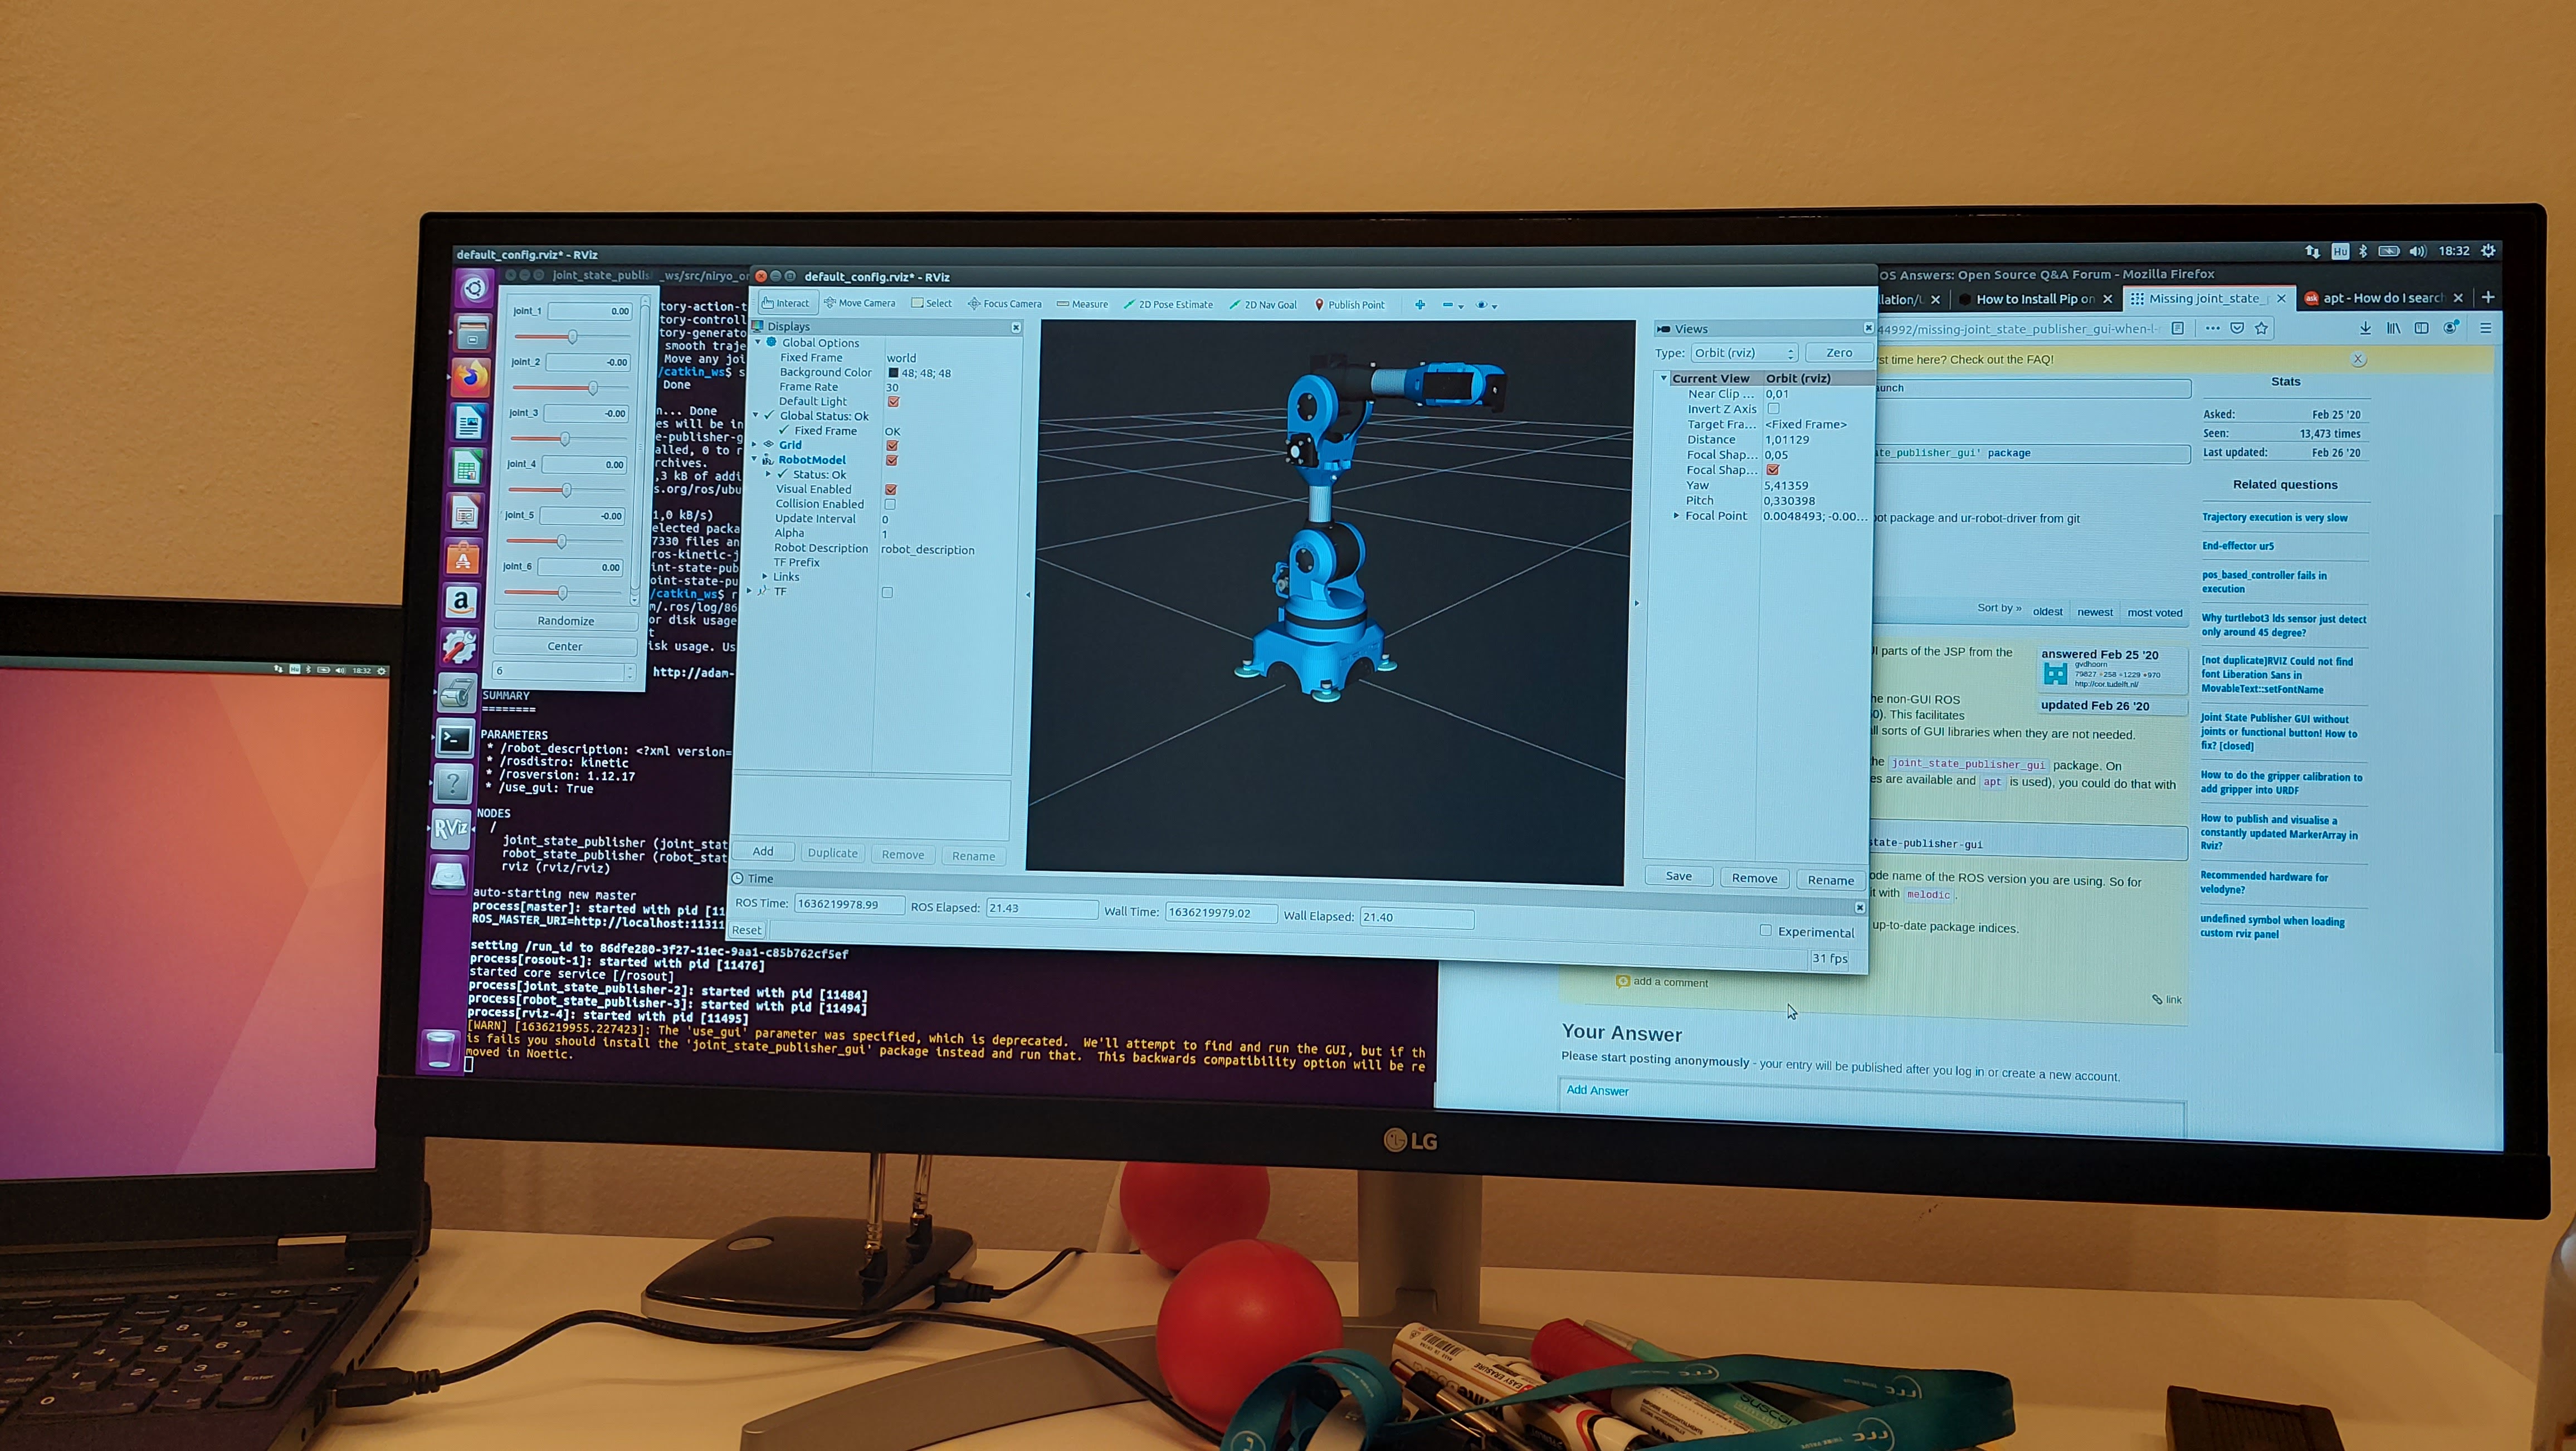 default_config.rviz* - RViz
Hu
18:32
joint_state_publis
_ws/src/niryo_o
default_config.rviz* - RViz
OS Answers: Open Source Q&A Forum - Mozilla Firefox
joint_1
0.00
joint_2
-0.00
joint_3
-0.00
joint_4
0.00
joint_5
-0.00
joint_6
0.00
Randomize
Center
6
tory-action-t
tory-controll
tory-generato
smooth traje
Move any joi
/catkin_ws$ s
Done
n... Done
es will be in
e-publisher-g
alled, 0 to r
rchives.
,3 kB of addi
s.org/ros/ubu
1,0 kB/s)
elected packa
7330 files an
ros-kinetic-j
int-state-pub
oint-state-pu
/catkin_ws$ r
m/.ros/log/86
or disk usage
t
isk usage. Us
http://adam-
SUMMARY
========
PARAMETERS
* /robot_description: <?xml version=
* /rosdistro: kinetic
* /rosversion: 1.12.17
* /use_gui: True
NODES
/
joint_state_publisher (joint_stat
robot_state_publisher (robot_stat
rviz (rviz/rviz)
auto-starting new master
process[master]: started with pid [11
ROS_MASTER_URI=http://localhost:11311
setting /run_id to 86dfe280-3f27-11ec-9aa1-c85b762cf5ef
process[rosout-1]: started with pid [11476]
started core service [/rosout]
process[joint_state_publisher-2]: started with pid [11484]
process[robot_state_publisher-3]: started with pid [11494]
process[rviz-4]: started with pid [11495]
[WARN] [1636219955.227423]: The 'use_gui' parameter was specified, which is deprecated.  We'll attempt to find and run the GUI, but if th
is fails you should install the 'joint_state_publisher_gui' package instead and run that.  This backwards compatibility option will be re
moved in Noetic.
Interact
Move Camera
Select
Focus Camera
Measure
2D Pose Estimate
2D Nav Goal
Publish Point
Displays
Global Options
Fixed Frame world
Background Color 48; 48; 48
Frame Rate 30
Default Light
Global Status: Ok
Fixed Frame OK
Grid
RobotModel
Status: Ok
Visual Enabled
Collision Enabled
Update Interval 0
Alpha 1
Robot Description robot_description
TF Prefix
Links
TF
Add
Duplicate
Remove
Rename
Views
Type: Orbit (rviz)
Zero
Current View Orbit (rviz)
Near Clip ... 0,01
Invert Z Axis
Target Fra... <Fixed Frame>
Distance 1,01129
Focal Shap... 0,05
Focal Shap...
Yaw 5,41359
Pitch 0,330398
Focal Point 0.0048493; -0.00...
Save
Remove
Rename
Time
ROS Time: 1636219978.99
ROS Elapsed: 21.43
Wall Time: 1636219979.02
Wall Elapsed: 21.40
Reset
Experimental
31 fps
lation/
How to Install Pip on
Missing joint_state_
ask
apt - How do I search
44992/missing-joint_state_publisher_gui-when-l
rst time here? Check out the FAQ!
aunch
ate_publisher_gui' package
bot package and ur-robot-driver from git
Sort by »
oldest
newest
most voted
I parts of the JSP from the
answered Feb 25 '20
gvdhoorn
79827 258 1229 970
http://cor.tudelft.nl/
updated Feb 26 '20
he non-GUI ROS
0). This facilitates
ll sorts of GUI libraries when they are not needed.
he joint_state_publisher_gui package. On
es are available and apt is used), you could do that with
state-publisher-gui
ode name of the ROS version you are using. So for
it with melodic.
up-to-date package indices.
add a comment
link
Your Answer
Please start posting anonymously - your entry will be published after you log in or create a new account.
Add Answer
Stats
Asked: Feb 25 '20
Seen: 13,473 times
Last updated: Feb 26 '20
Related questions
Trajectory execution is very slow
End-effector ur5
pos_based_controller fails in
execution
Why turtlebot3 lds sensor just detect
only around 45 degree?
[not duplicate]RVIZ Could not find
font Liberation Sans in
MovableText::setFontName
Joint State Publisher GUI without
joints or functional button! How to
fix? [closed]
How to do the gripper calibration to
add gripper into URDF
How to publish and visualise a
constantly updated MarkerArray in
Rviz?
Recommended hardware for
velodyne?
undefined symbol when loading
custom rviz panel
RViz
LG
18:32
Enter
EASY ERASE